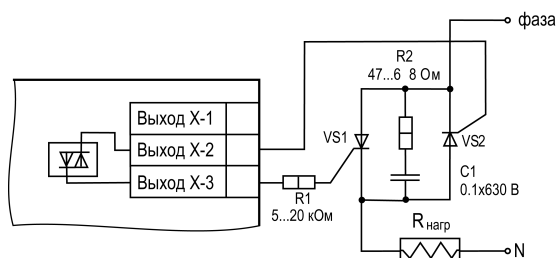 фаза
R2
47...6 8 Ом
Выход X-1
Выход X-2
Выход X-3
VS1
VS2
C1
0.1x630 В
R1
5...20 кОм
Rнагр
N